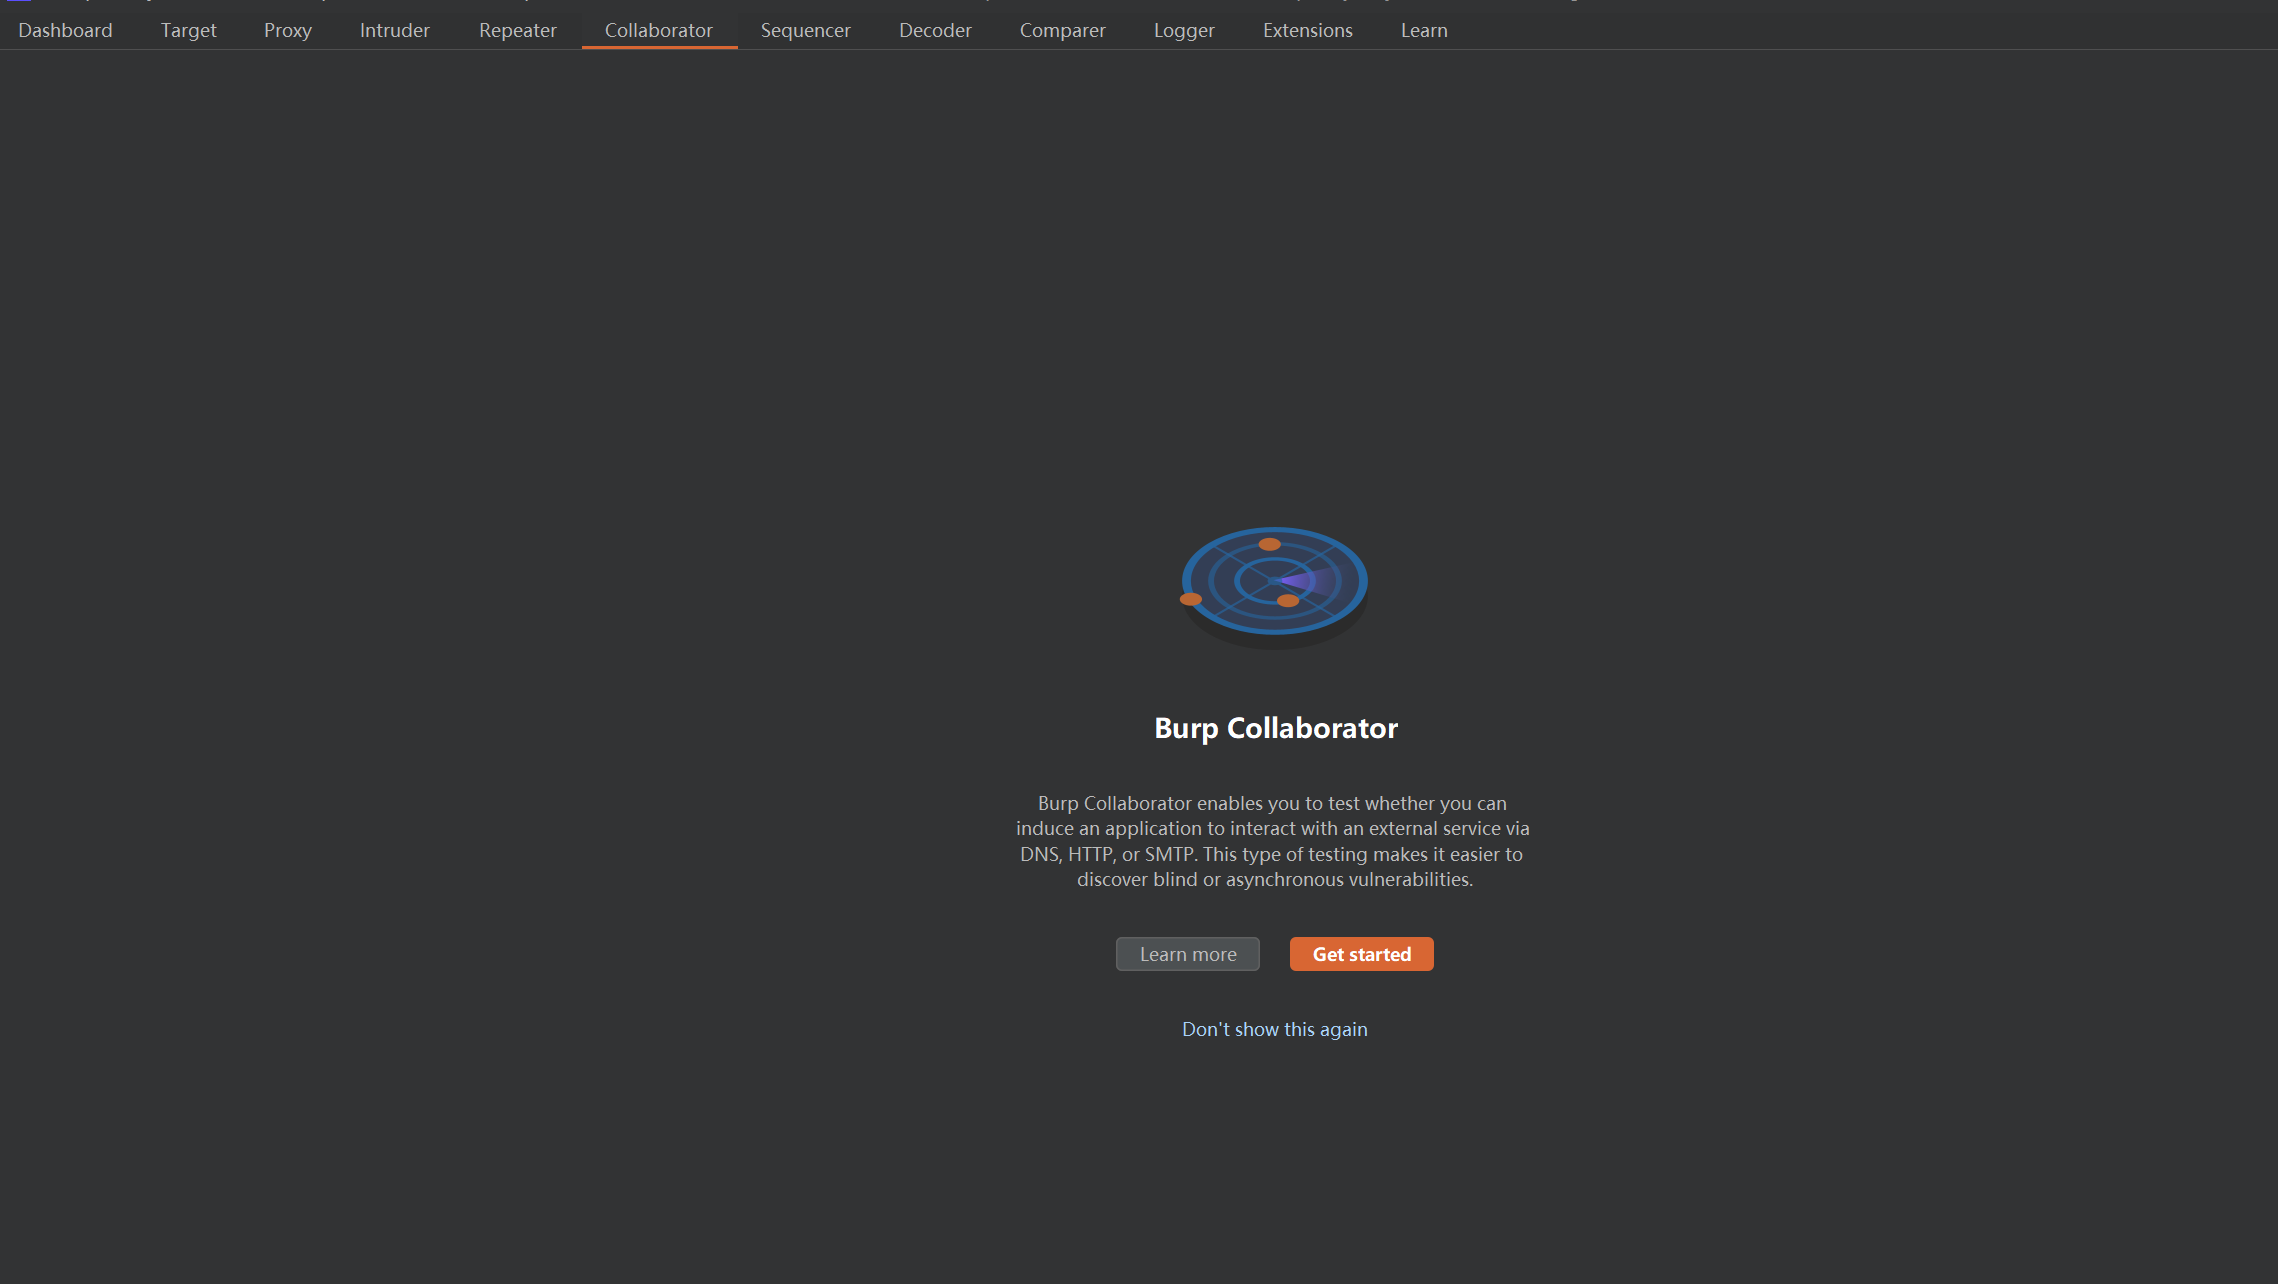 Dashboard Target Proxy Intruder Repeater Collaborator Sequencer Decoder Comparer Logger Extensions Learn
Burp Collaborator
Burp Collaborator enables you to test whether you can
induce an application to interact with an external service via
DNS, HTTP, or SMTP. This type of testing makes it easier to
discover blind or asynchronous vulnerabilities.
Learn more Get started
Don't show this again